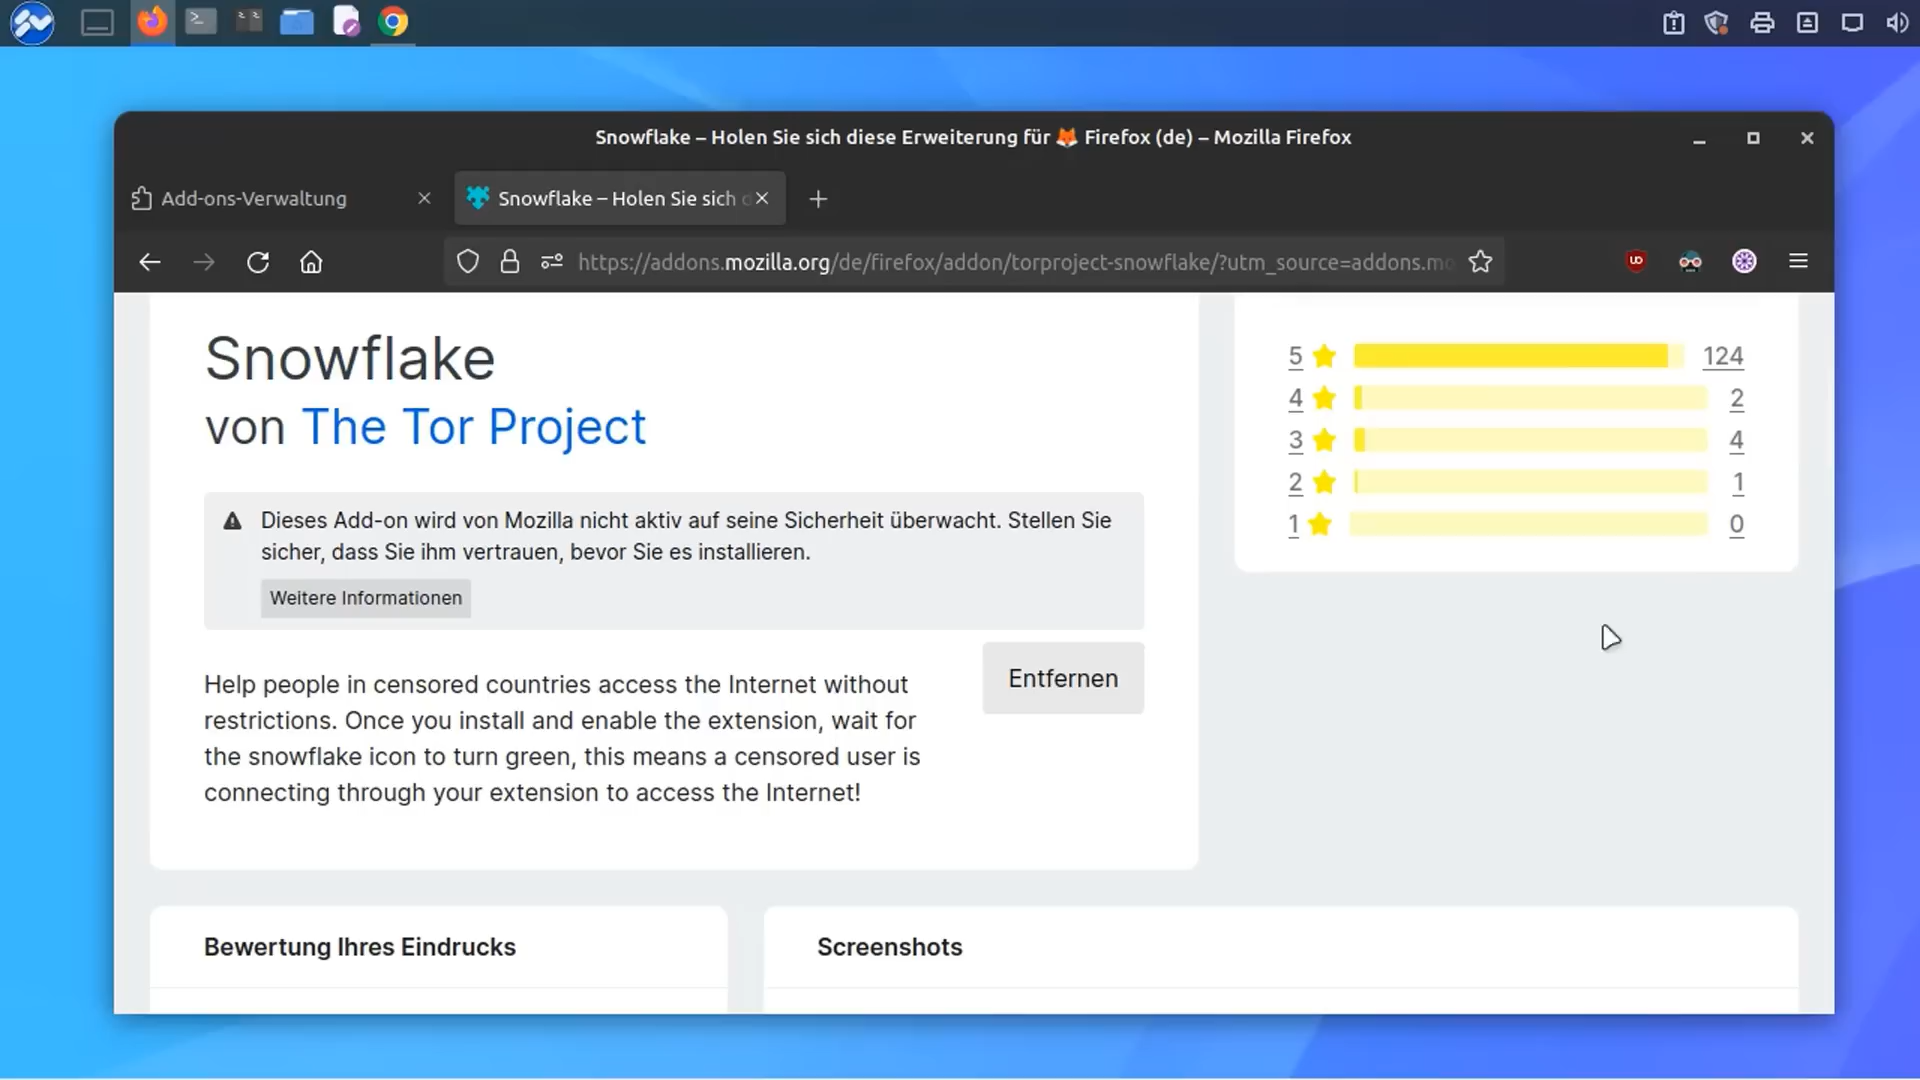 Snowflake – Holen Sie sich diese Erweiterung für 🦊 Firefox (de) – Mozilla Firefox
Add-ons-Verwaltung
Snowflake – Holen Sie sich d
https://addons.mozilla.org/de/firefox/addon/torproject-snowflake/?utm_source=addons.mo
Snowflake
von The Tor Project
Dieses Add-on wird von Mozilla nicht aktiv auf seine Sicherheit überwacht. Stellen Sie
sicher, dass Sie ihm vertrauen, bevor Sie es installieren.
Weitere Informationen
Help people in censored countries access the Internet without
restrictions. Once you install and enable the extension, wait for
the snowflake icon to turn green, this means a censored user is
connecting through your extension to access the Internet!
Entfernen
5 124
4 2
3 4
2 1
1 0
Bewertung Ihres Eindrucks
Screenshots